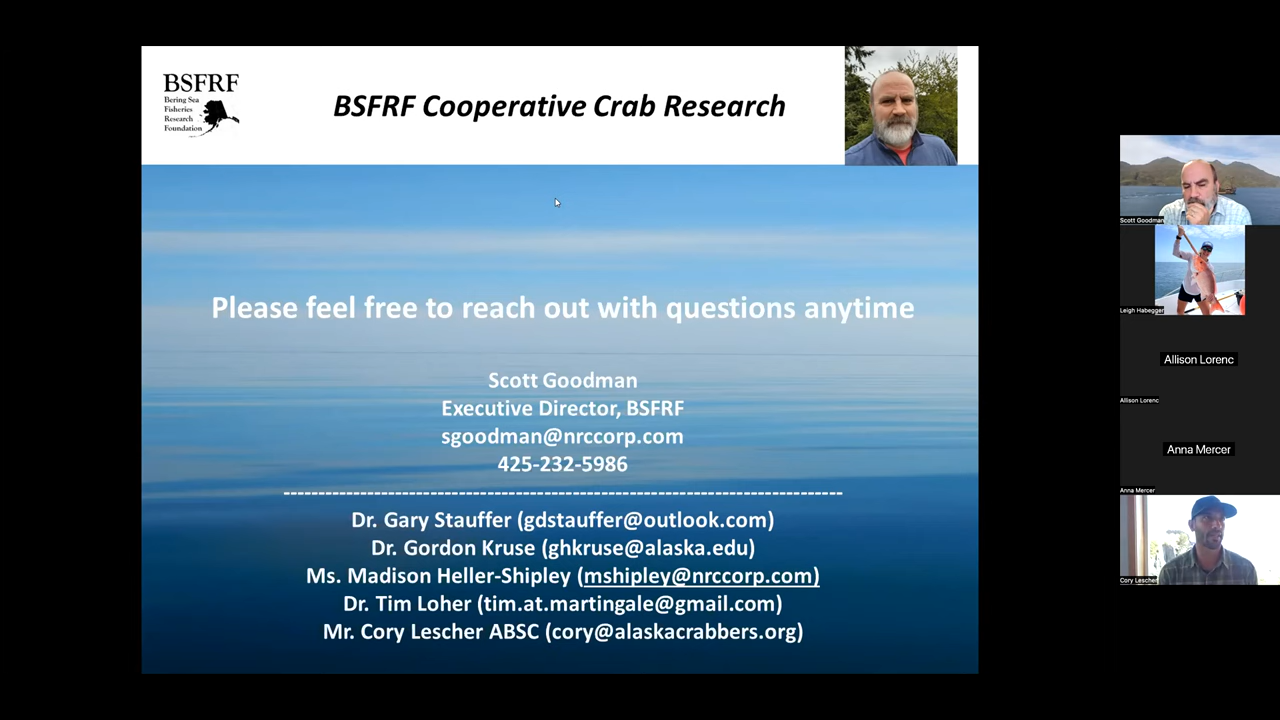 BSFRF
Bering Sea
Fisheries
Research
Foundation
BSFRF Cooperative Crab Research
Please feel free to reach out with questions anytime
Scott Goodman
Executive Director, BSFRF
sgoodman@nrccorp.com
425-232-5986
--------------------------------------------------------------------------------
Dr. Gary Stauffer (gdstauffer@outlook.com)
Dr. Gordon Kruse (ghkruse@alaska.edu)
Ms. Madison Heller-Shipley (mshipley@nrccorp.com)
Dr. Tim Loher (tim.at.martingale@gmail.com)
Mr. Cory Lescher ABSC (cory@alaskacrabbers.org)
Scott Goodman
Leigh Habegger
Allison Lorenc
Allison Lorenc
Anna Mercer
Anna Mercer
Cory Lescher